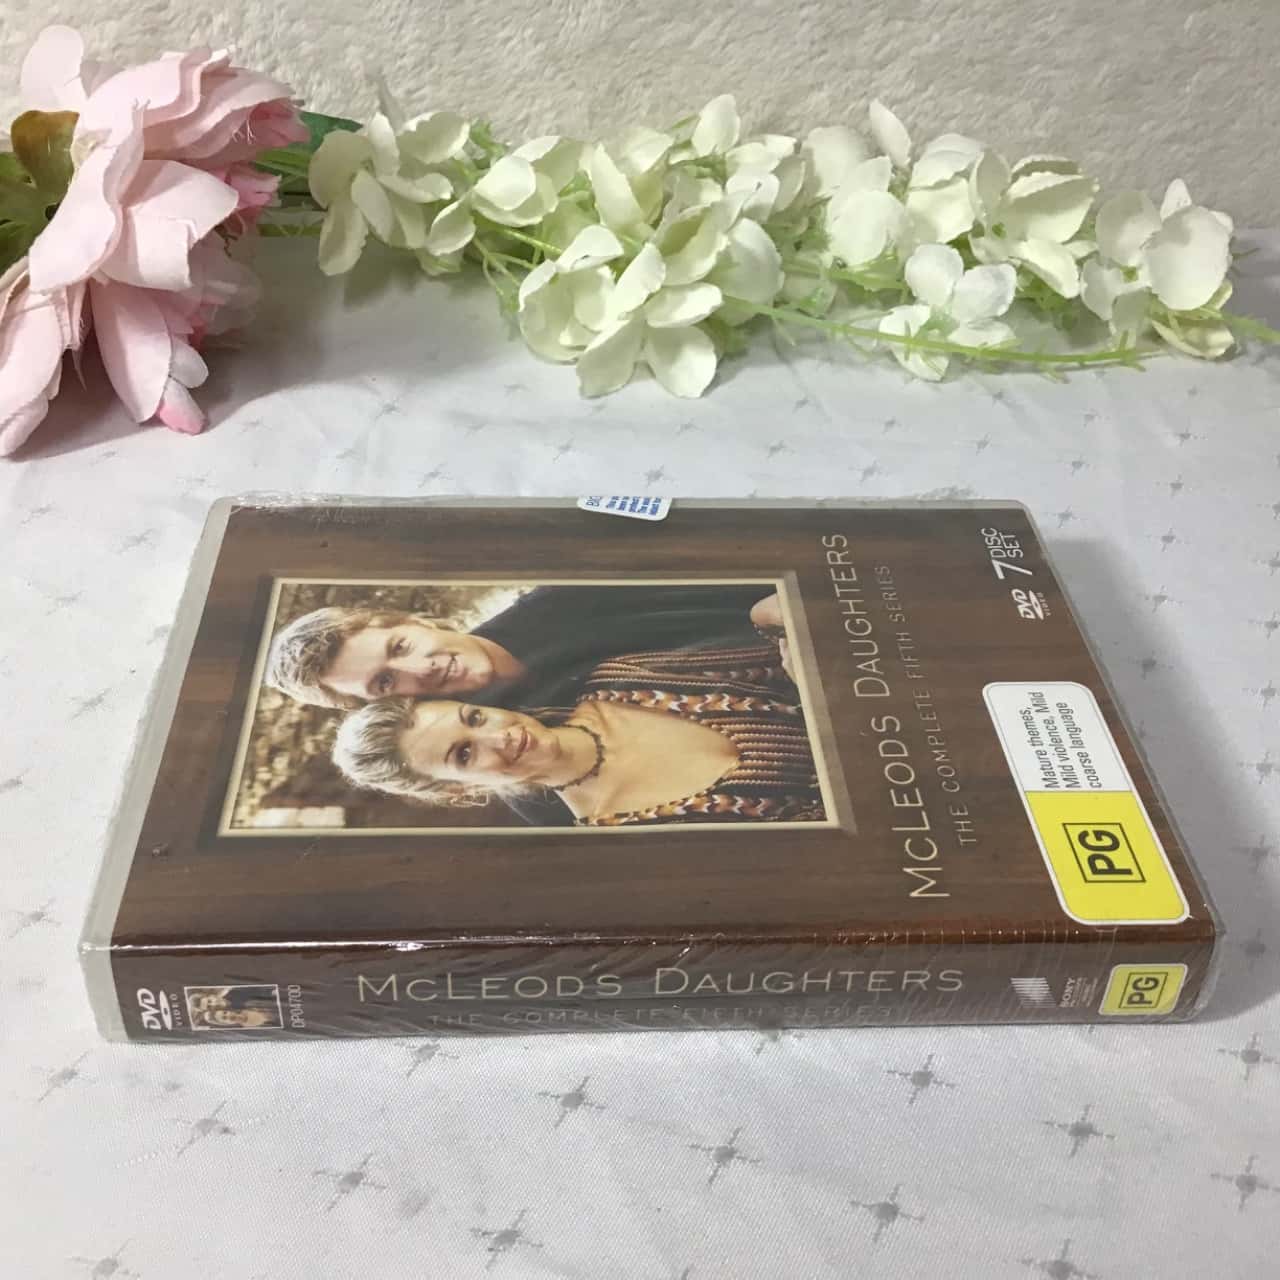 McLEOD'S DAUGHTERS
THE COMPLETE FIFTH SERIES
DVD
VIDEO
7 DISC
SET
Mature themes,
Mild violence, Mild
coarse language
PG
DVD
VIDEO
DP04700
McLEOD'S DAUGHTERS
THE COMPLETE FIFTH SERIES
SONY
PG